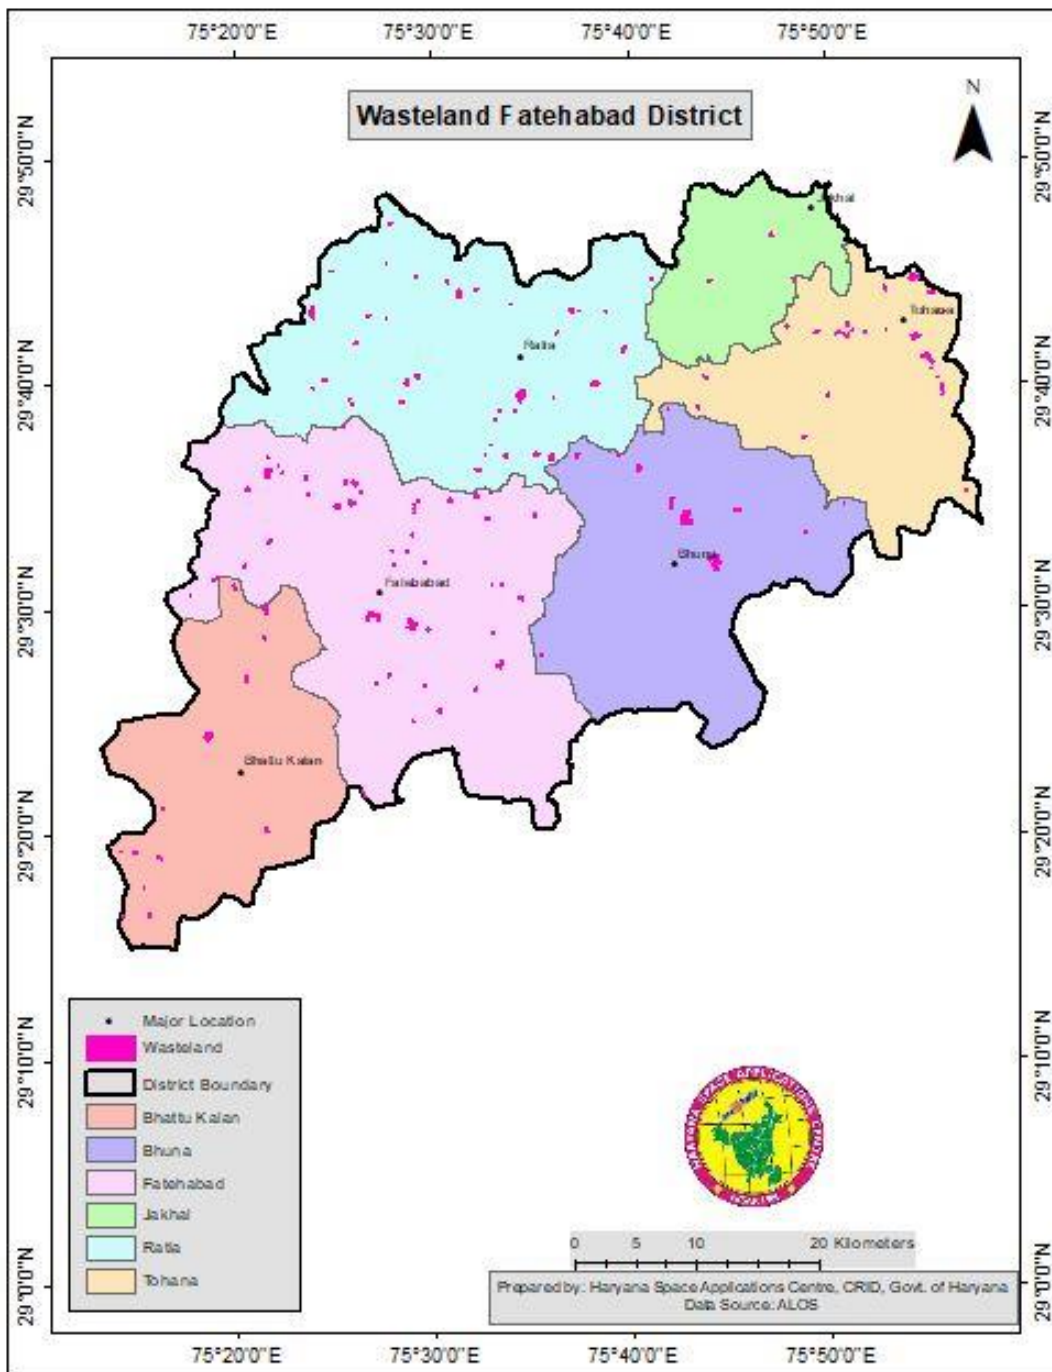 75°20'0"E 75°30'0"E 75°40'0"E 75°50'0"E
Wasteland Fatehabad District
N
29°50'0"N 29°50'0"N
Jakhal
Tohana
Ratia
29°40'0"N 29°40'0"N
Bhuna
Fatehabad
29°30'0"N 29°30'0"N
Bhattu Kalan
29°20'0"N 29°20'0"N
Major Location
Wasteland
District Boundary
Bhattu Kalan
Bhuna
Fatehabad
Jakhal
Ratia
Tohana
29°10'0"N 29°10'0"N
HARYANA SPACE APPLICATIONS CENTRE
0 5 10 20 Kilometers
Prepared by: Haryana Space Applications Centre, CRID, Govt. of Haryana
Data Source: ALOS
29°0'0"N 29°0'0"N
75°20'0"E 75°30'0"E 75°40'0"E 75°50'0"E